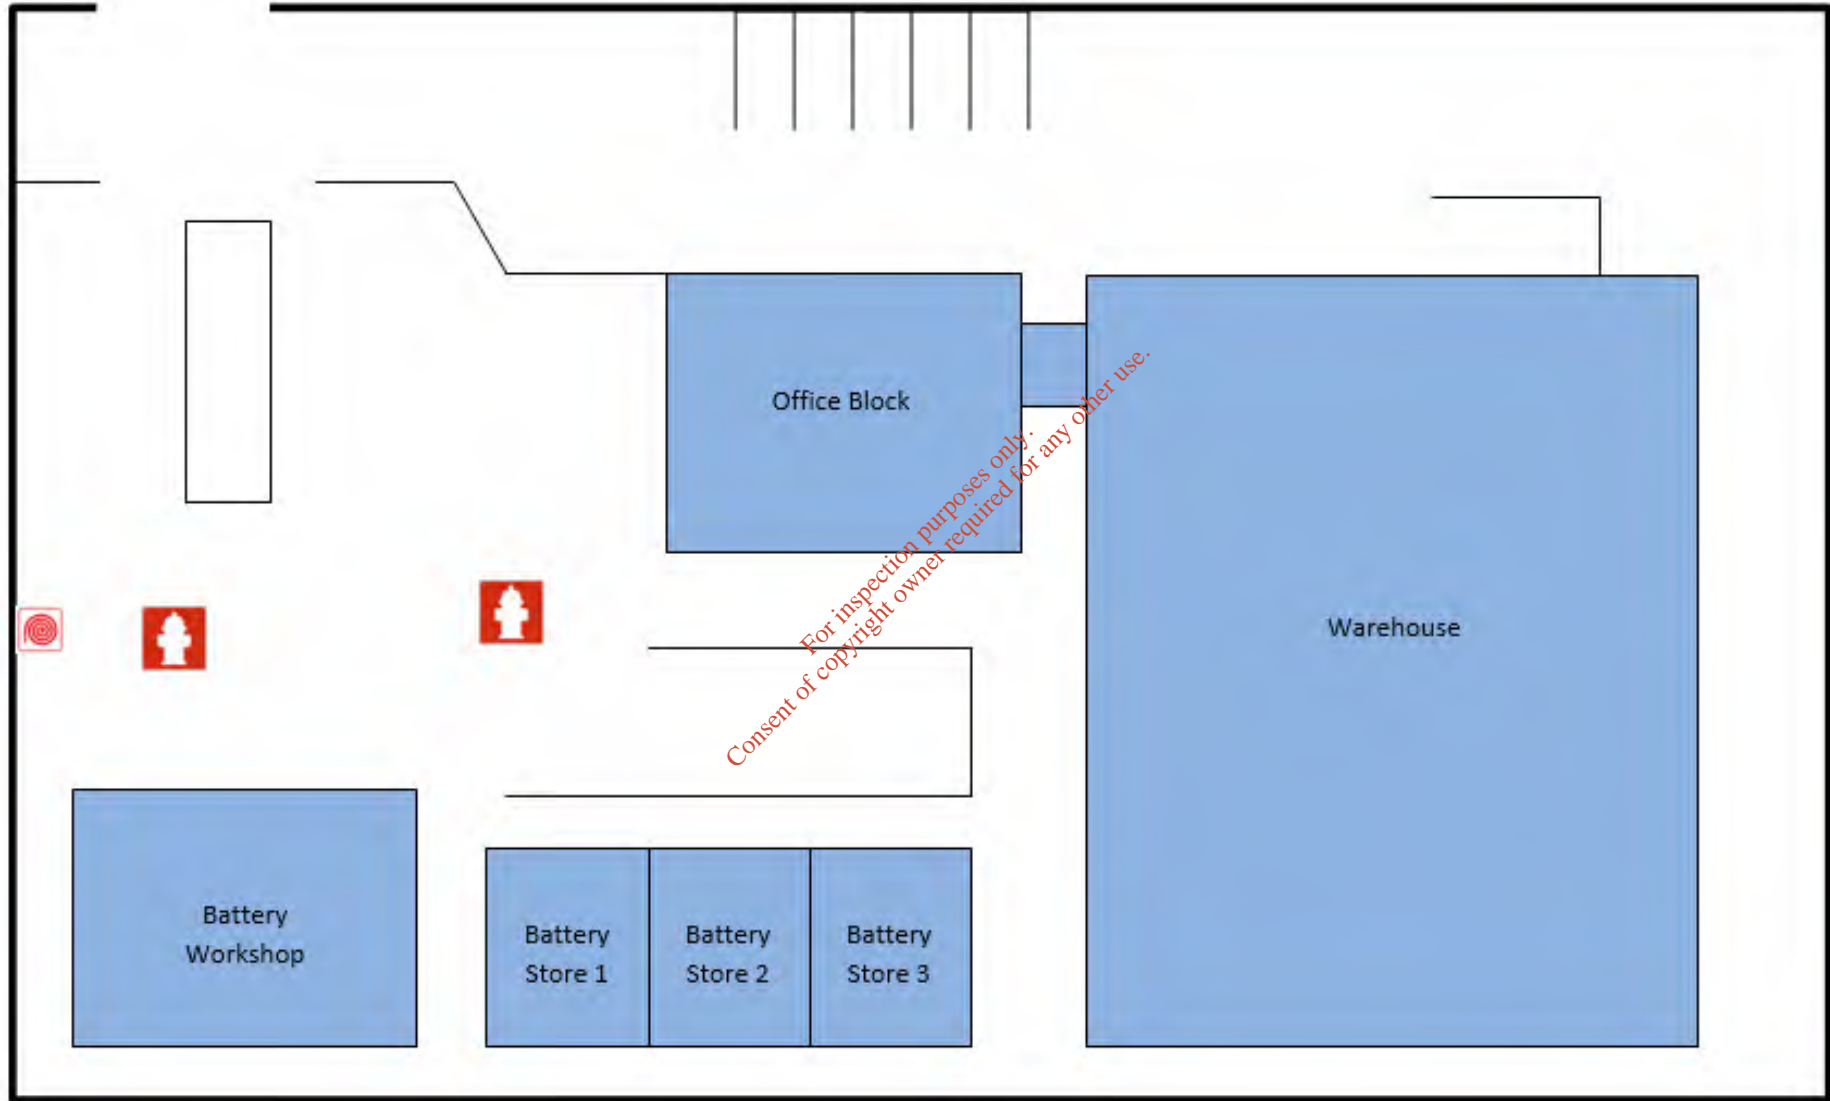 Office Block
Warehouse
For inspection purposes only.
Consent of copyright owner required for any other use.
Battery
Workshop
Battery
Store 1
Battery
Store 2
Battery
Store 3